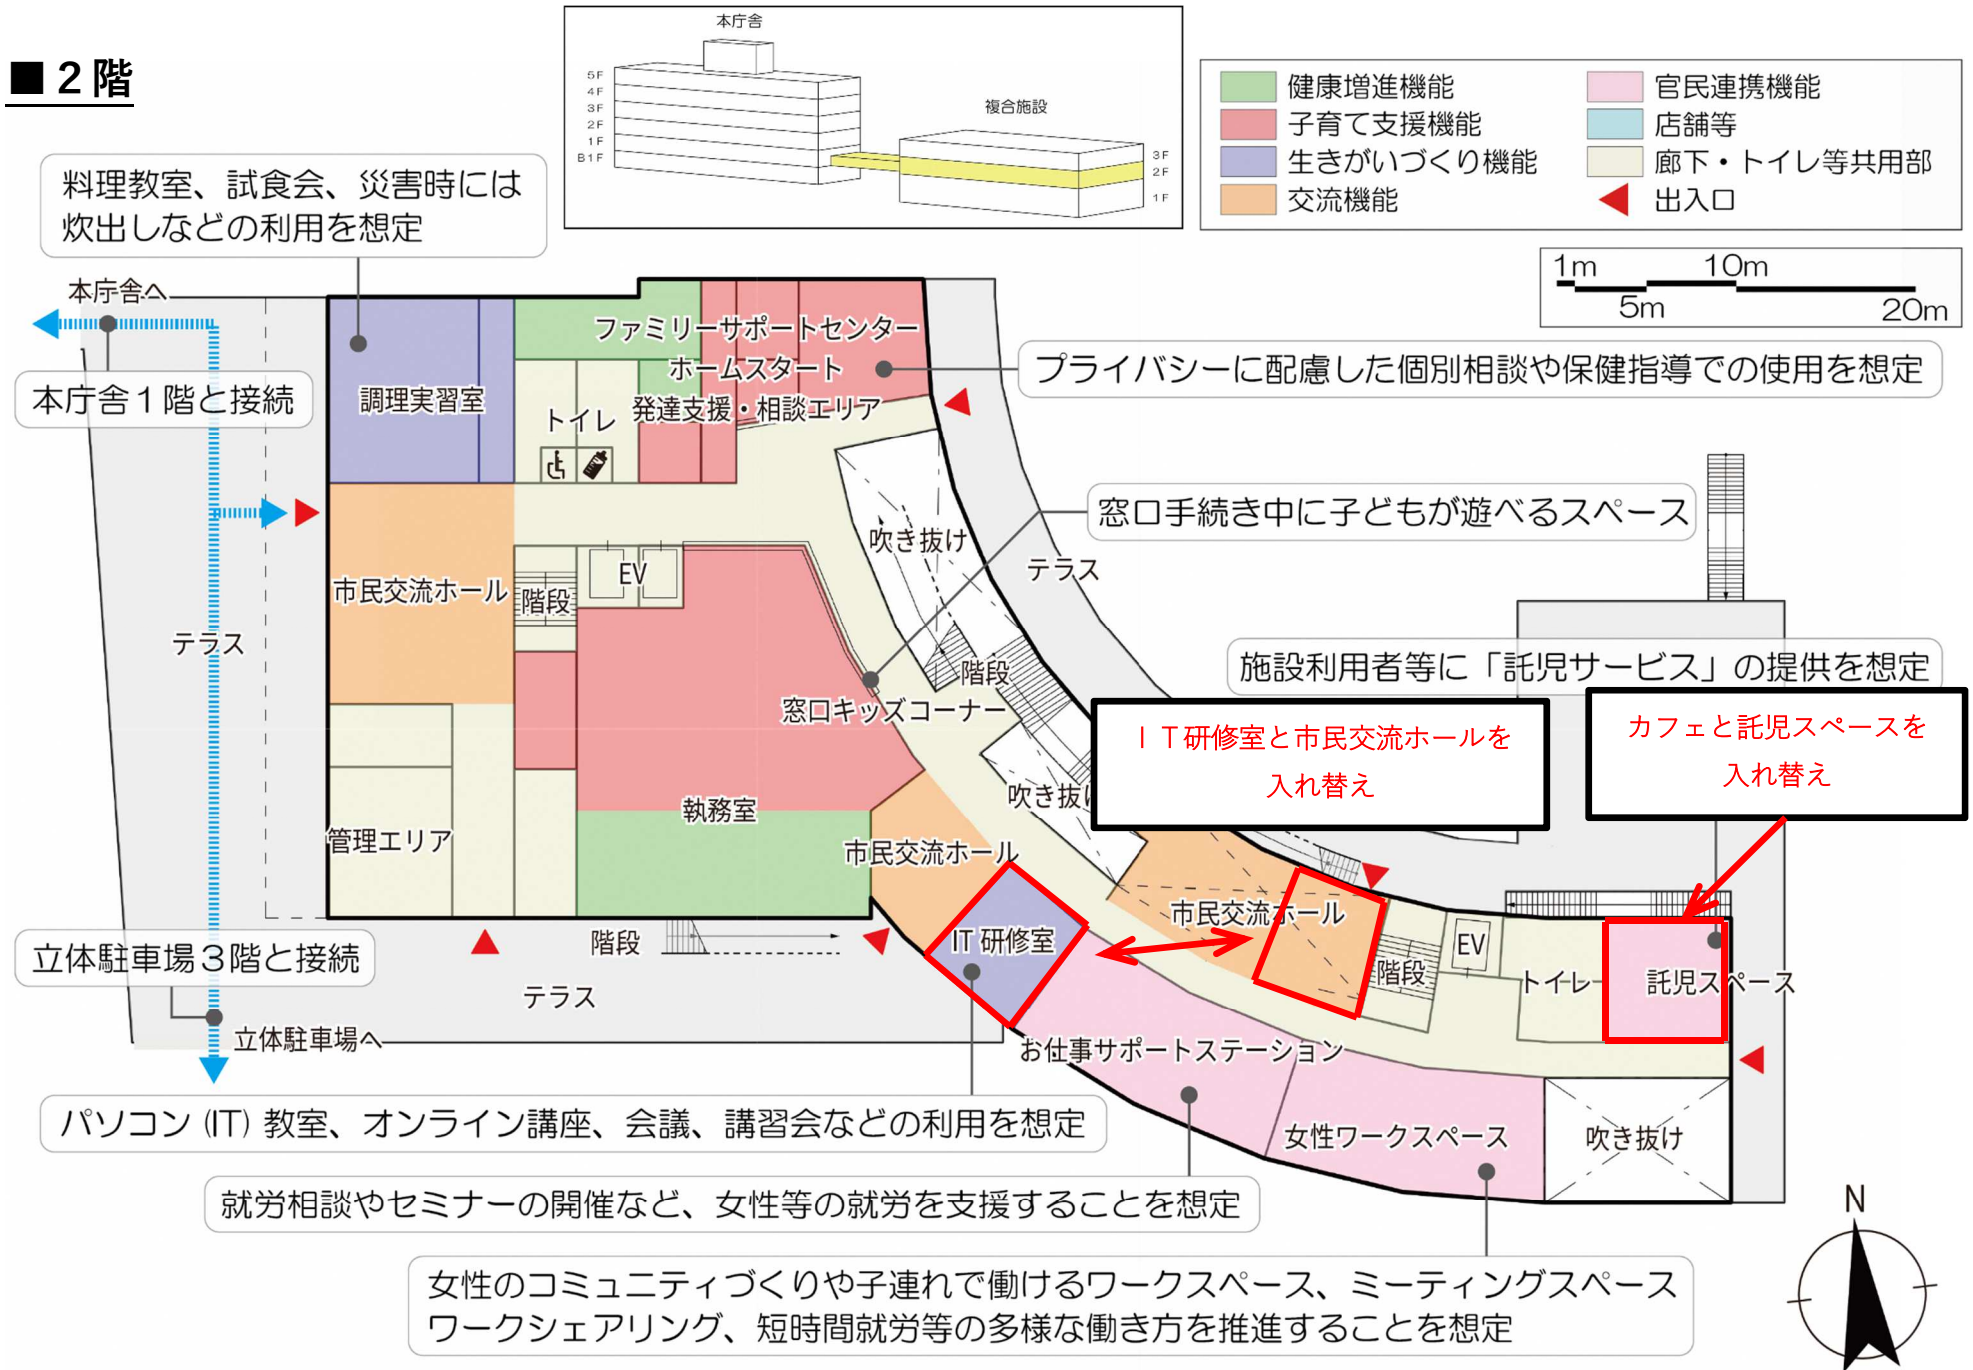 ■２階
本庁舎
5F
4F
3F
2F
1F
B1F
複合施設
3F
2F
1F
健康増進機能
子育て支援機能
生きがいづくり機能
交流機能
官民連携機能
店舗等
廊下・トイレ等共用部
出入口
1m
10m
5m
20m
料理教室、試食会、災害時には
炊出しなどの利用を想定
本庁舎へ
本庁舎１階と接続
調理実習室
トイレ
ファミリーサポートセンター
ホームスタート
発達支援・相談エリア
プライバシーに配慮した個別相談や保健指導での使用を想定
窓口手続き中に子どもが遊べるスペース
吹き抜け
テラス
市民交流ホール
階段
EV
テラス
階段
窓口キッズコーナー
施設利用者等に「託児サービス」の提供を想定
ＩＴ研修室と市民交流ホールを
入れ替え
カフェと託児スペースを
入れ替え
吹き抜け
執務室
管理エリア
市民交流ホール
市民交流ホール
IT 研修室
階段
EV
トイレ
託児スペース
立体駐車場３階と接続
階段
テラス
立体駐車場へ
お仕事サポートステーション
女性ワークスペース
吹き抜け
パソコン (IT) 教室、オンライン講座、会議、講習会などの利用を想定
就労相談やセミナーの開催など、女性等の就労を支援することを想定
女性のコミュニティづくりや子連れで働けるワークスペース、ミーティングスペース
ワークシェアリング、短時間就労等の多様な働き方を推進することを想定
N